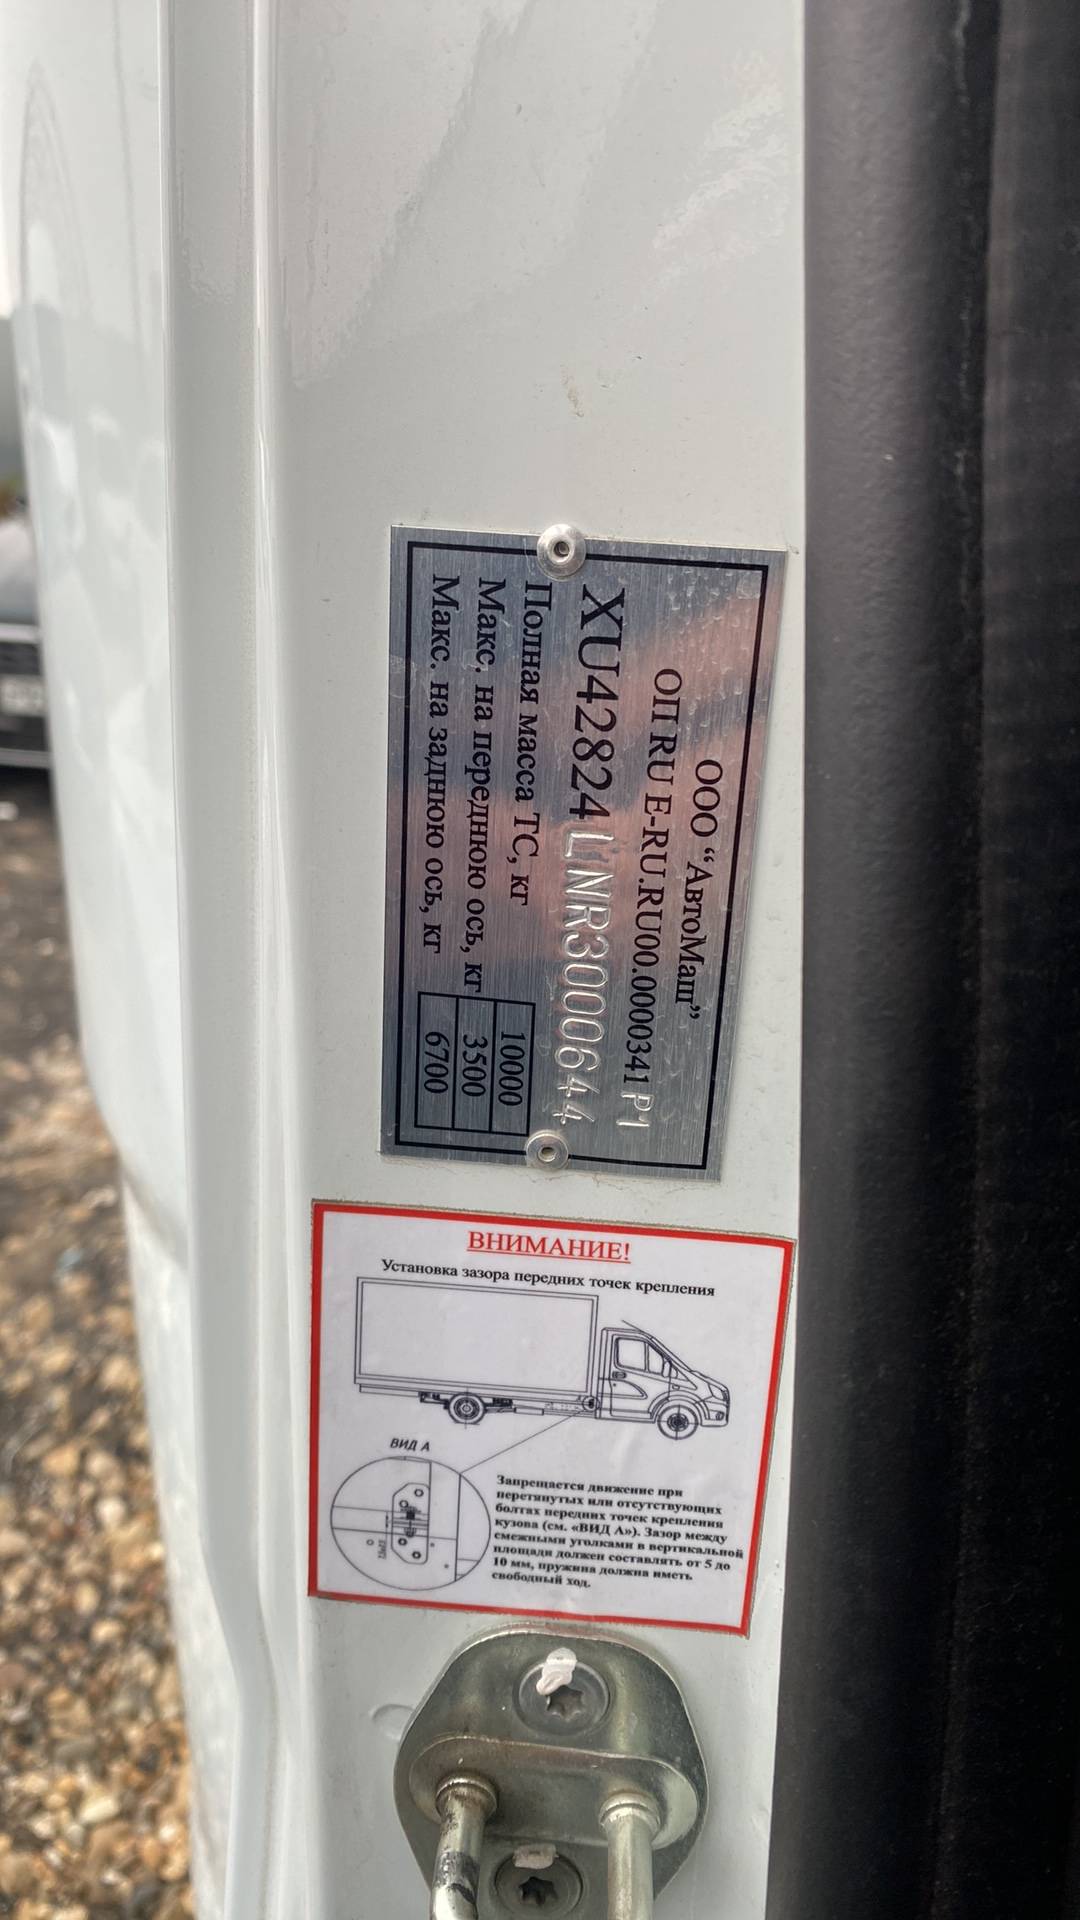 ООО “АвтоМаш”
ОП RU E-RU.RU00.0000341 P1
XU42824LNR3000644
Полная масса ТС, кг 10000
Макс. на переднюю ось, кг 3500
Макс. на заднюю ось, кг 6700
ВНИМАНИЕ!
Установка зазора передних точек крепления
ВИД А
Запрещается движение при
перетянутых или отсутствующих
болтах передних точек крепления
кузова (см. «ВИД А»). Зазор между
смежными уголками в вертикальной
площади должен составлять от 5 до
10 мм, пружина должна иметь
свободный ход.